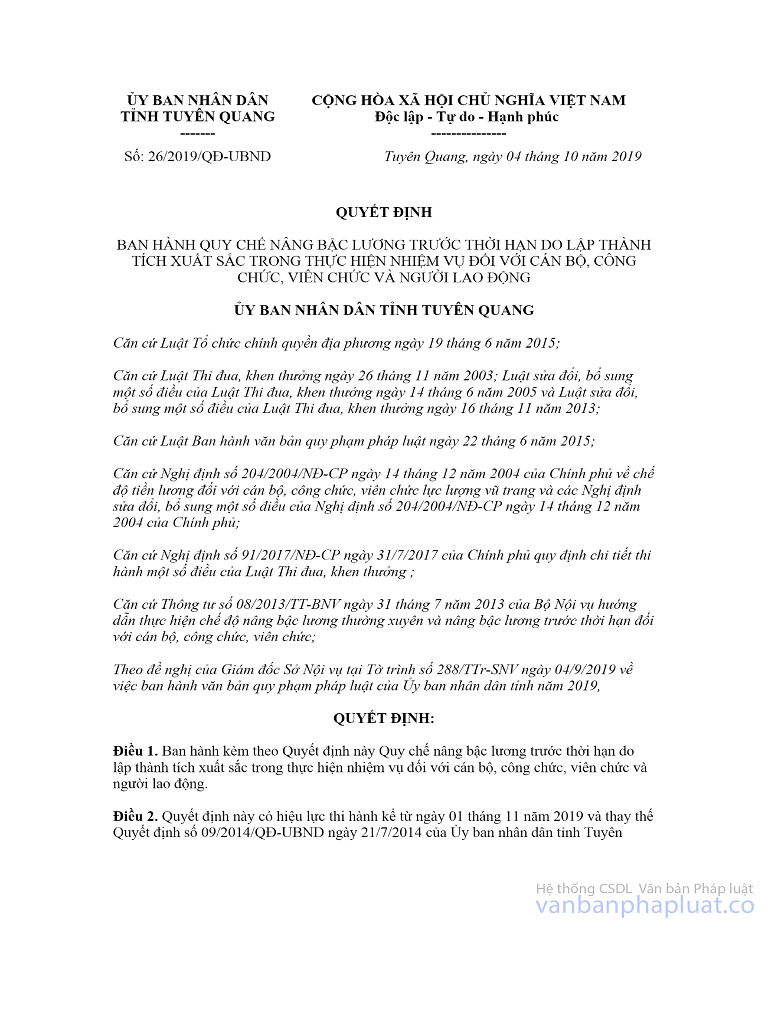 ỦY BAN NHÂN DÂN
TỈNH TUYÊN QUANG
-------
CỘNG HÒA XÃ HỘI CHỦ NGHĨA VIỆT NAM
Độc lập - Tự do - Hạnh phúc
---------------
Số: 26/2019/QĐ-UBND
Tuyên Quang, ngày 04 tháng 10 năm 2019
QUYẾT ĐỊNH
BAN HÀNH QUY CHẾ NÂNG BẬC LƯƠNG TRƯỚC THỜI HẠN DO LẬP THÀNH
TÍCH XUẤT SẮC TRONG THỰC HIỆN NHIỆM VỤ ĐỐI VỚI CÁN BỘ, CÔNG
CHỨC, VIÊN CHỨC VÀ NGƯỜI LAO ĐỘNG
ỦY BAN NHÂN DÂN TỈNH TUYÊN QUANG
Căn cứ Luật Tổ chức chính quyền địa phương ngày 19 tháng 6 năm 2015;
Căn cứ Luật Thi đua, khen thưởng ngày 26 tháng 11 năm 2003; Luật sửa đổi, bổ sung
một số điều của Luật Thi đua, khen thưởng ngày 14 tháng 6 năm 2005 và Luật sửa đổi,
bổ sung một số điều của Luật Thi đua, khen thưởng ngày 16 tháng 11 năm 2013;
Căn cứ Luật Ban hành văn bản quy phạm pháp luật ngày 22 tháng 6 năm 2015;
Căn cứ Nghị định số 204/2004/NĐ-CP ngày 14 tháng 12 năm 2004 của Chính phủ về chế
độ tiền lương đối với cán bộ, công chức, viên chức lực lượng vũ trang và các Nghị định
sửa đổi, bổ sung một số điều của Nghị định số 204/2004/NĐ-CP ngày 14 tháng 12 năm
2004 của Chính phủ;
Căn cứ Nghị định số 91/2017/NĐ-CP ngày 31/7/2017 của Chính phủ quy định chi tiết thi
hành một số điều của Luật Thi đua, khen thưởng ;
Căn cứ Thông tư số 08/2013/TT-BNV ngày 31 tháng 7 năm 2013 của Bộ Nội vụ hướng
dẫn thực hiện chế độ nâng bậc lương thường xuyên và nâng bậc lương trước thời hạn đối
với cán bộ, công chức, viên chức;
Theo đề nghị của Giám đốc Sở Nội vụ tại Tờ trình số 288/TTr-SNV ngày 04/9/2019 về
việc ban hành văn bản quy phạm pháp luật của Ủy ban nhân dân tỉnh năm 2019,
QUYẾT ĐỊNH:
Điều 1. Ban hành kèm theo Quyết định này Quy chế nâng bậc lương trước thời hạn do
lập thành tích xuất sắc trong thực hiện nhiệm vụ đối với cán bộ, công chức, viên chức và
người lao động.
Điều 2. Quyết định này có hiệu lực thi hành kể từ ngày 01 tháng 11 năm 2019 và thay thế
Quyết định số 09/2014/QĐ-UBND ngày 21/7/2014 của Ủy ban nhân dân tỉnh Tuyên
Hệ thống CSDL Văn bản Pháp luật
vanbanphapluat.co